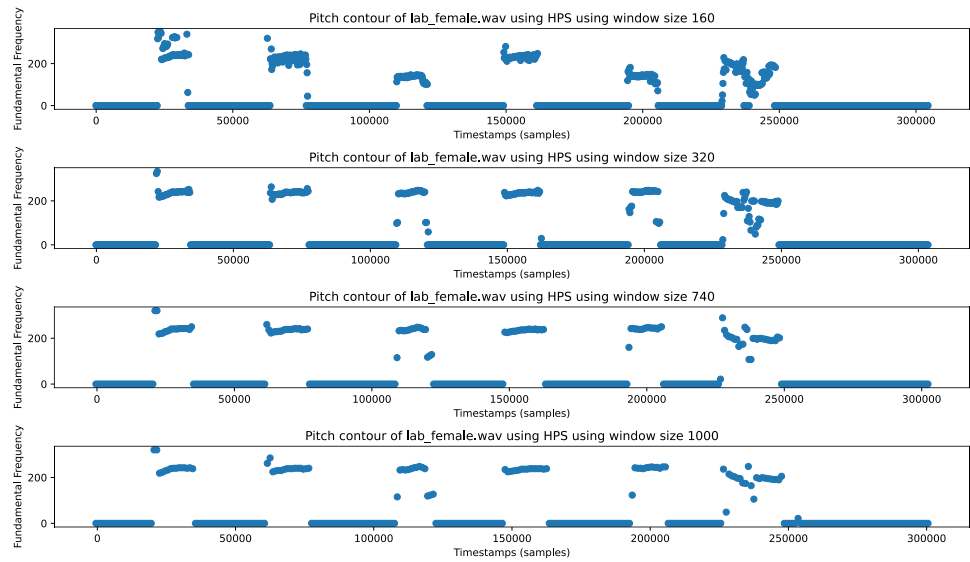 Pitch contour of lab_female.wav using HPS using window size 160
Fundamental Frequency
200
0
0 50000 100000 150000 200000 250000 300000
Timestamps (samples)
Pitch contour of lab_female.wav using HPS using window size 320
Fundamental Frequency
200
0
0 50000 100000 150000 200000 250000 300000
Timestamps (samples)
Pitch contour of lab_female.wav using HPS using window size 740
Fundamental Frequency
200
0
0 50000 100000 150000 200000 250000 300000
Timestamps (samples)
Pitch contour of lab_female.wav using HPS using window size 1000
Fundamental Frequency
200
0
0 50000 100000 150000 200000 250000 300000
Timestamps (samples)